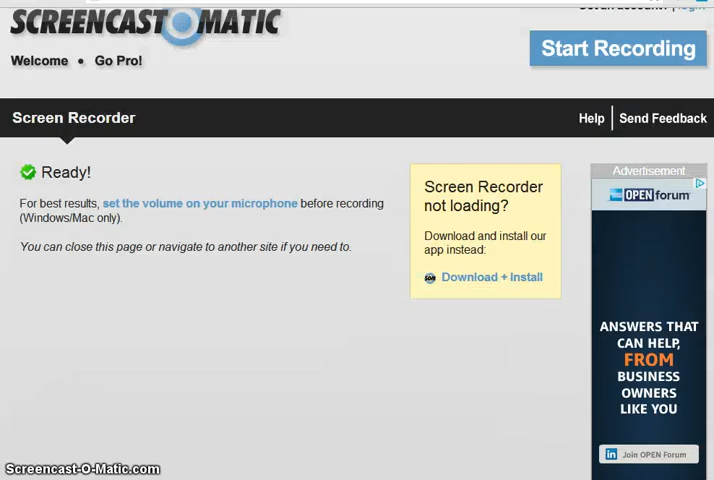 SCREENCAST O MATIC
Start Recording
Welcome • Go Pro!
Screen Recorder
Help | Send Feedback
Ready!
For best results, set the volume on your microphone before recording
(Windows/Mac only).
You can close this page or navigate to another site if you need to.
Screen Recorder
not loading?
Download and install our
app instead:
SOM Download + Install
Advertisement
OPEN forum
ANSWERS THAT
CAN HELP,
FROM
BUSINESS
OWNERS
LIKE YOU
in Join OPEN Forum
Screencast-O-Matic.com